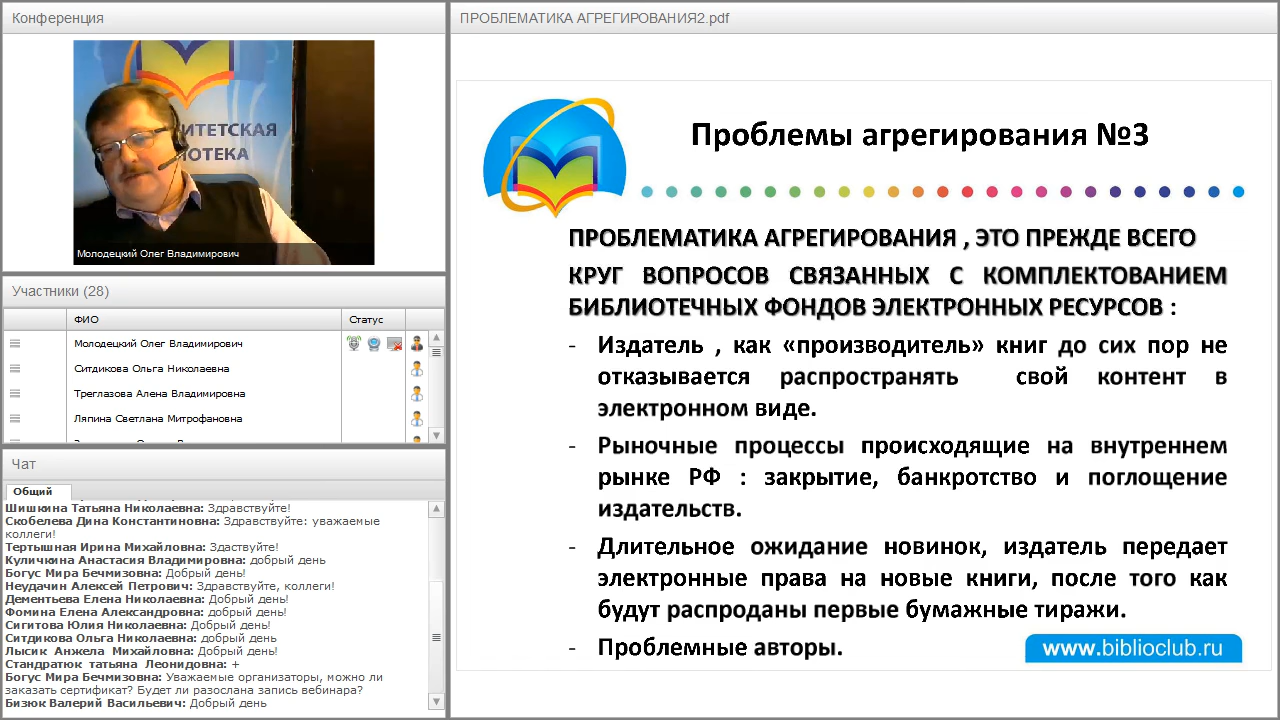 Конференция
ИТЕТСКАЯ
ИОТЕКА
Молодецкий Олег Владимирович
Участники (28)
ФИО Статус
Молодецкий Олег Владимирович
Ситдикова Ольга Николаевна
Треглазова Алена Владимировна
Ляпина Светлана Митрофановна
Чат
Общий
Шишкина Татьяна Николаевна: Здравствуйте!
Скобелева Дина Константиновна: Здравствуйте: уважаемые
коллеги!
Тертышная Ирина Михайловна: Здаствуйте!
Куличкина Анастасия Владимировна: добрый день
Богус Мира Бечмизовна: Добрый день!
Неудачин Алексей Петрович: Здравствуйте, коллеги!
Дементьева Елена Николаевна: Добрый день!
Фомина Елена Александровна: добрый день!
Сигитова Юлия Николаевна: Добрый день!
Ситдикова Ольга Николаевна: добрый день
Лысик Анжела Михайловна: Добрый день!
Стандратюк татьяна Леонидовна: +
Богус Мира Бечмизовна: Уважаемые организаторы, можно ли
заказать сертификат? Будет ли разослана запись вебинара?
Бизюк Валерий Васильевич: Добрый день
ПРОБЛЕМАТИКА АГРЕГИРОВАНИЯ2.pdf
Проблемы агрегирования №3
ПРОБЛЕМАТИКА АГРЕГИРОВАНИЯ , ЭТО ПРЕЖДЕ ВСЕГО
КРУГ ВОПРОСОВ СВЯЗАННЫХ С КОМПЛЕКТОВАНИЕМ
БИБЛИОТЕЧНЫХ ФОНДОВ ЭЛЕКТРОННЫХ РЕСУРСОВ :
- Издатель , как «производитель» книг до сих пор не
отказывается распространять свой контент в
электронном виде.
- Рыночные процессы происходящие на внутреннем
рынке РФ : закрытие, банкротство и поглощение
издательств.
- Длительное ожидание новинок, издатель передает
электронные права на новые книги, после того как
будут распроданы первые бумажные тиражи.
- Проблемные авторы.
www.biblioclub.ru